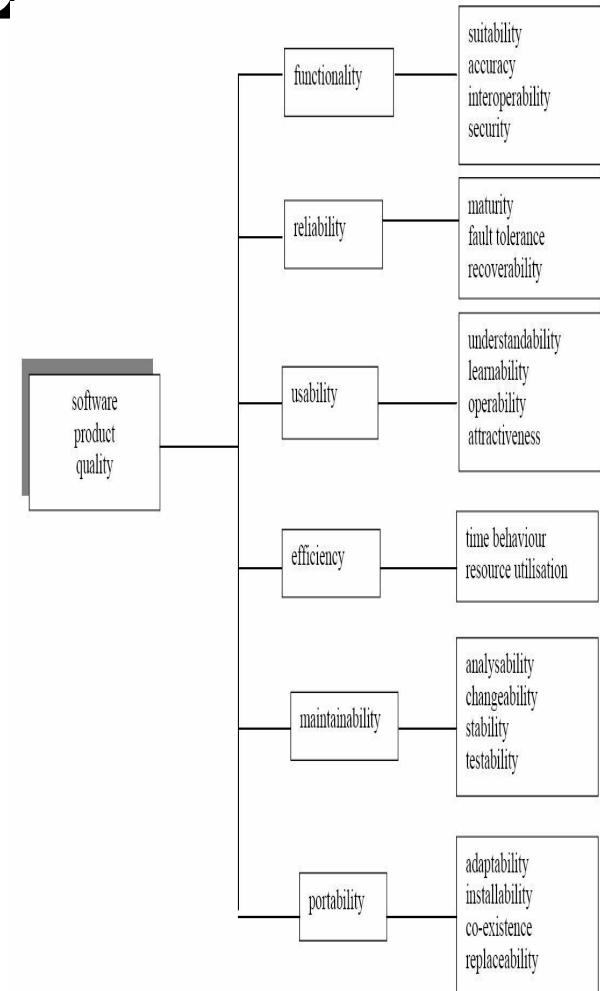 software
product
quality
functionality
suitability
accuracy
interoperability
security
reliability
maturity
fault tolerance
recoverability
usability
understandability
learnability
operability
attractiveness
efficiency
time behaviour
resource utilisation
maintainability
analysability
changeability
stability
testability
portability
adaptability
installability
co-existence
replaceability